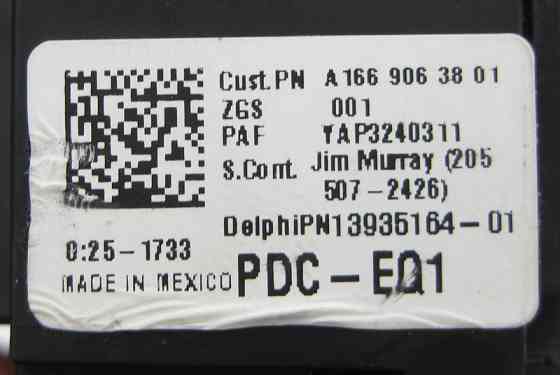 Cust.PN A 166 906 38 01
ZGS 001
PAF YAP3240311
S.Cont. Jim Murray (205
507-2426)
DelphiPN13935164-01
0:25-1733
MADE IN MEXICO PDC-EQ1